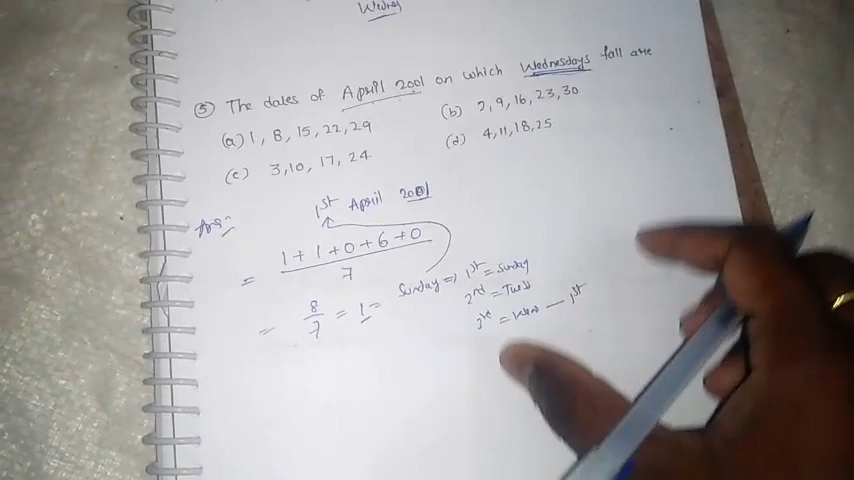 Wednes
⑤ The dates of April 2001 on which Wednesdays fall are
(a) 1, 8, 15, 22, 29 (b) 2, 9, 16, 23, 30
(c) 3, 10, 17, 24 (d) 4, 11, 18, 25
Ans:- 1st April 2001
= 1+1+0+6+0
7
= 8/7 = 1 = Sunday ⇒ 1st = Sunday
2nd = Tues
3rd = Wed — 1st